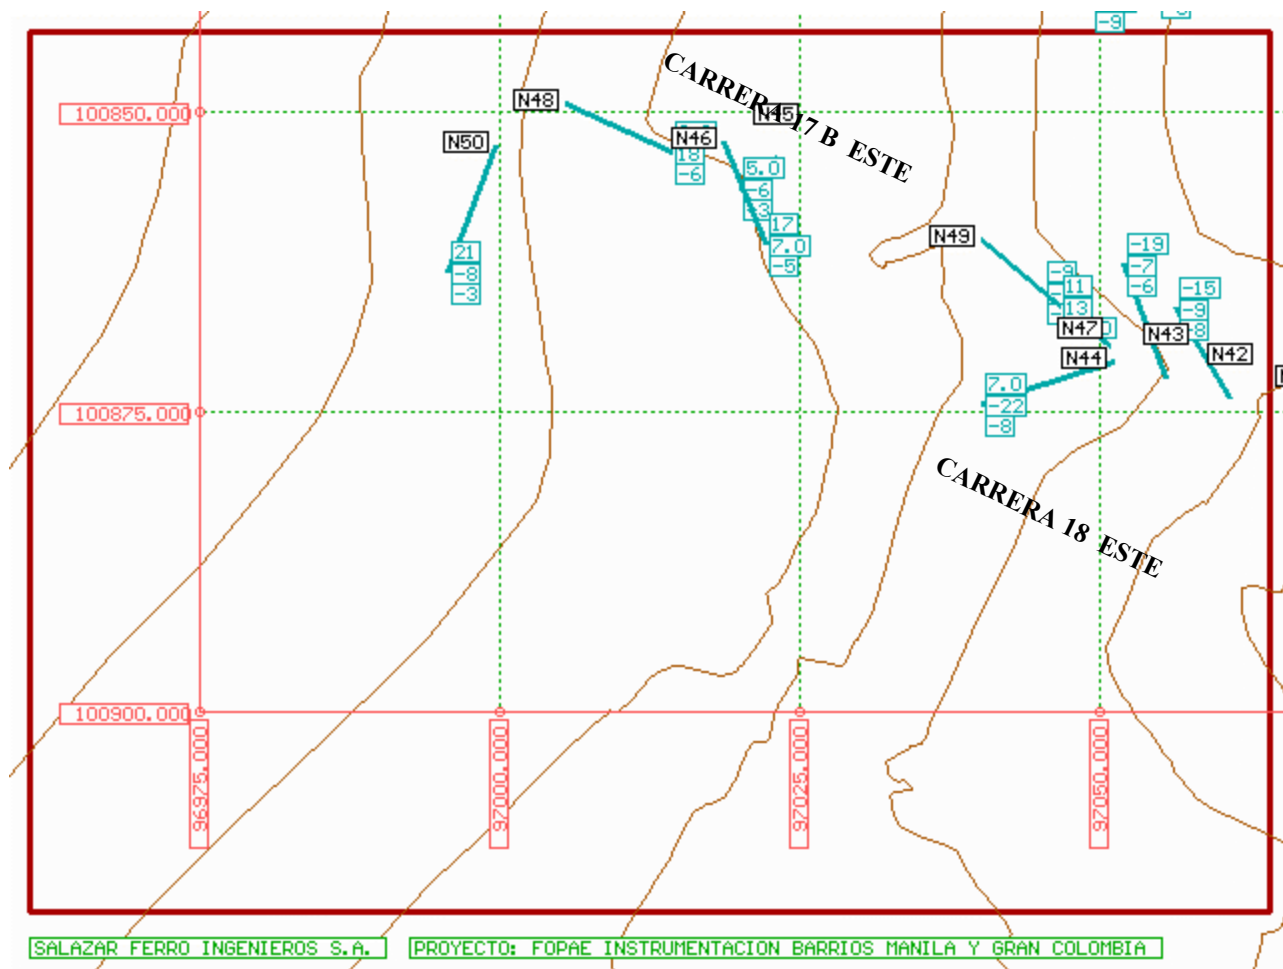 -9
CARRERA 17 B ESTE
N48
N45
100850.000
N46
N50
18
-6
5.0
-6
-3
17
7.0
-5
N49
21
-8
-3
-19
-7
-6
-9
11
13
-15
-9
-8
N47
N43
N44
N42
7.0
-22
-8
100875.000
CARRERA 18 ESTE
100900.000
96975.000
97000.000
97025.000
97050.000
SALAZAR FERRO INGENIEROS S.A.
PROYECTO: FOPAE INSTRUMENTACION BARRIOS MANILA Y GRAN COLOMBIA